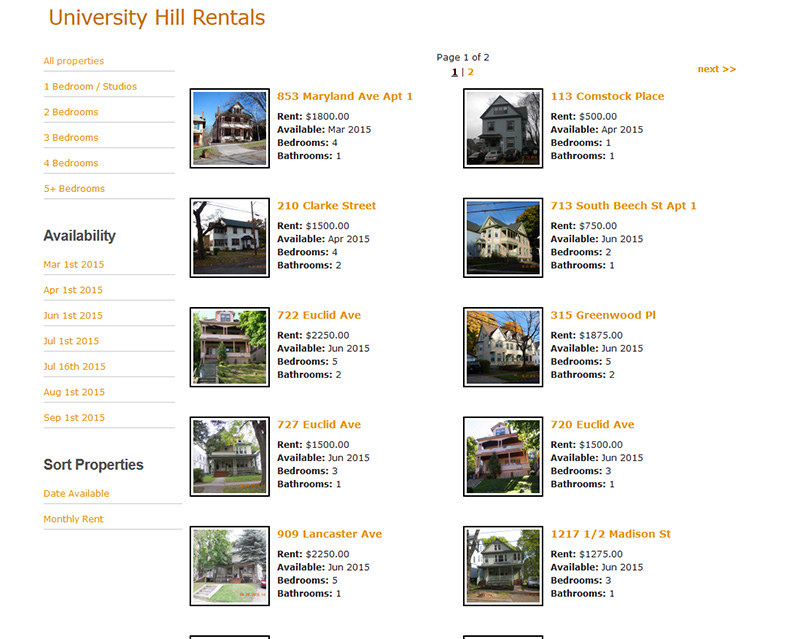 University Hill Rentals
All properties
1 Bedroom / Studios
2 Bedrooms
3 Bedrooms
4 Bedrooms
5+ Bedrooms
Availability
Mar 1st 2015
Apr 1st 2015
Jun 1st 2015
Jul 1st 2015
Jul 16th 2015
Aug 1st 2015
Sep 1st 2015
Sort Properties
Date Available
Monthly Rent
Page 1 of 2
1 | 2
next >>
853 Maryland Ave Apt 1
Rent: $1800.00
Available: Mar 2015
Bedrooms: 4
Bathrooms: 1
113 Comstock Place
Rent: $500.00
Available: Apr 2015
Bedrooms: 1
Bathrooms: 1
210 Clarke Street
Rent: $1500.00
Available: Apr 2015
Bedrooms: 4
Bathrooms: 2
713 South Beech St Apt 1
Rent: $750.00
Available: Jun 2015
Bedrooms: 2
Bathrooms: 1
722 Euclid Ave
Rent: $2250.00
Available: Jun 2015
Bedrooms: 5
Bathrooms: 2
315 Greenwood Pl
Rent: $1875.00
Available: Jun 2015
Bedrooms: 5
Bathrooms: 2
727 Euclid Ave
Rent: $1500.00
Available: Jun 2015
Bedrooms: 3
Bathrooms: 1
720 Euclid Ave
Rent: $1500.00
Available: Jun 2015
Bedrooms: 3
Bathrooms: 1
909 Lancaster Ave
Rent: $2250.00
Available: Jun 2015
Bedrooms: 5
Bathrooms: 1
1217 1/2 Madison St
Rent: $1275.00
Available: Jun 2015
Bedrooms: 3
Bathrooms: 1